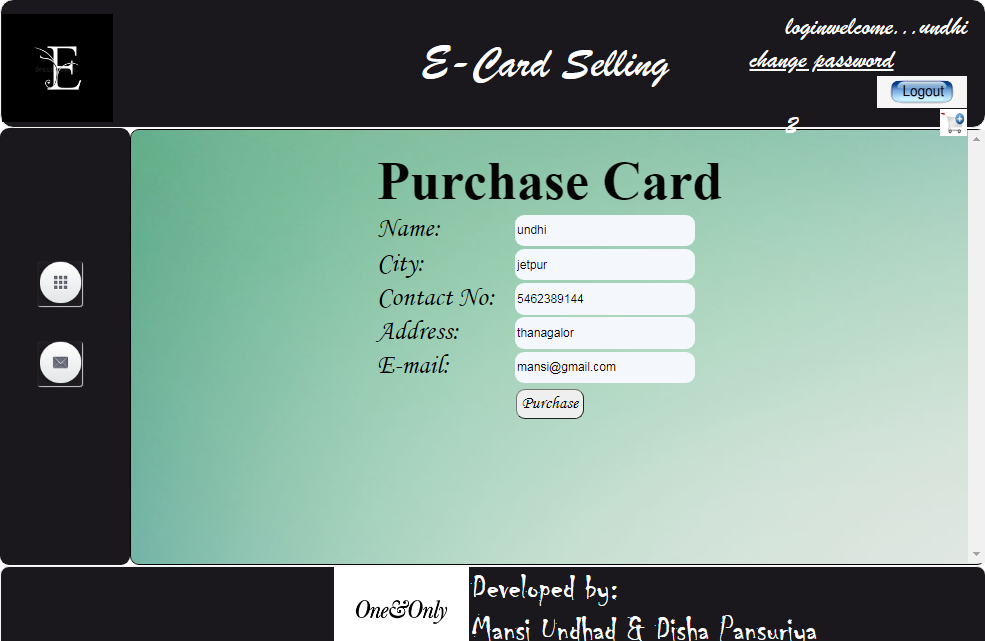 loginwelcome...undhi
E-Card Selling
change password
Logout
2
E
Purchase Card
Name: undhi
City: jetpur
Contact No: 5462389144
Address: thanagalor
E-mail: mansi@gmail.com
Purchase
One&Only
Developed by:
Mansi Undhad & Disha Pansuriya